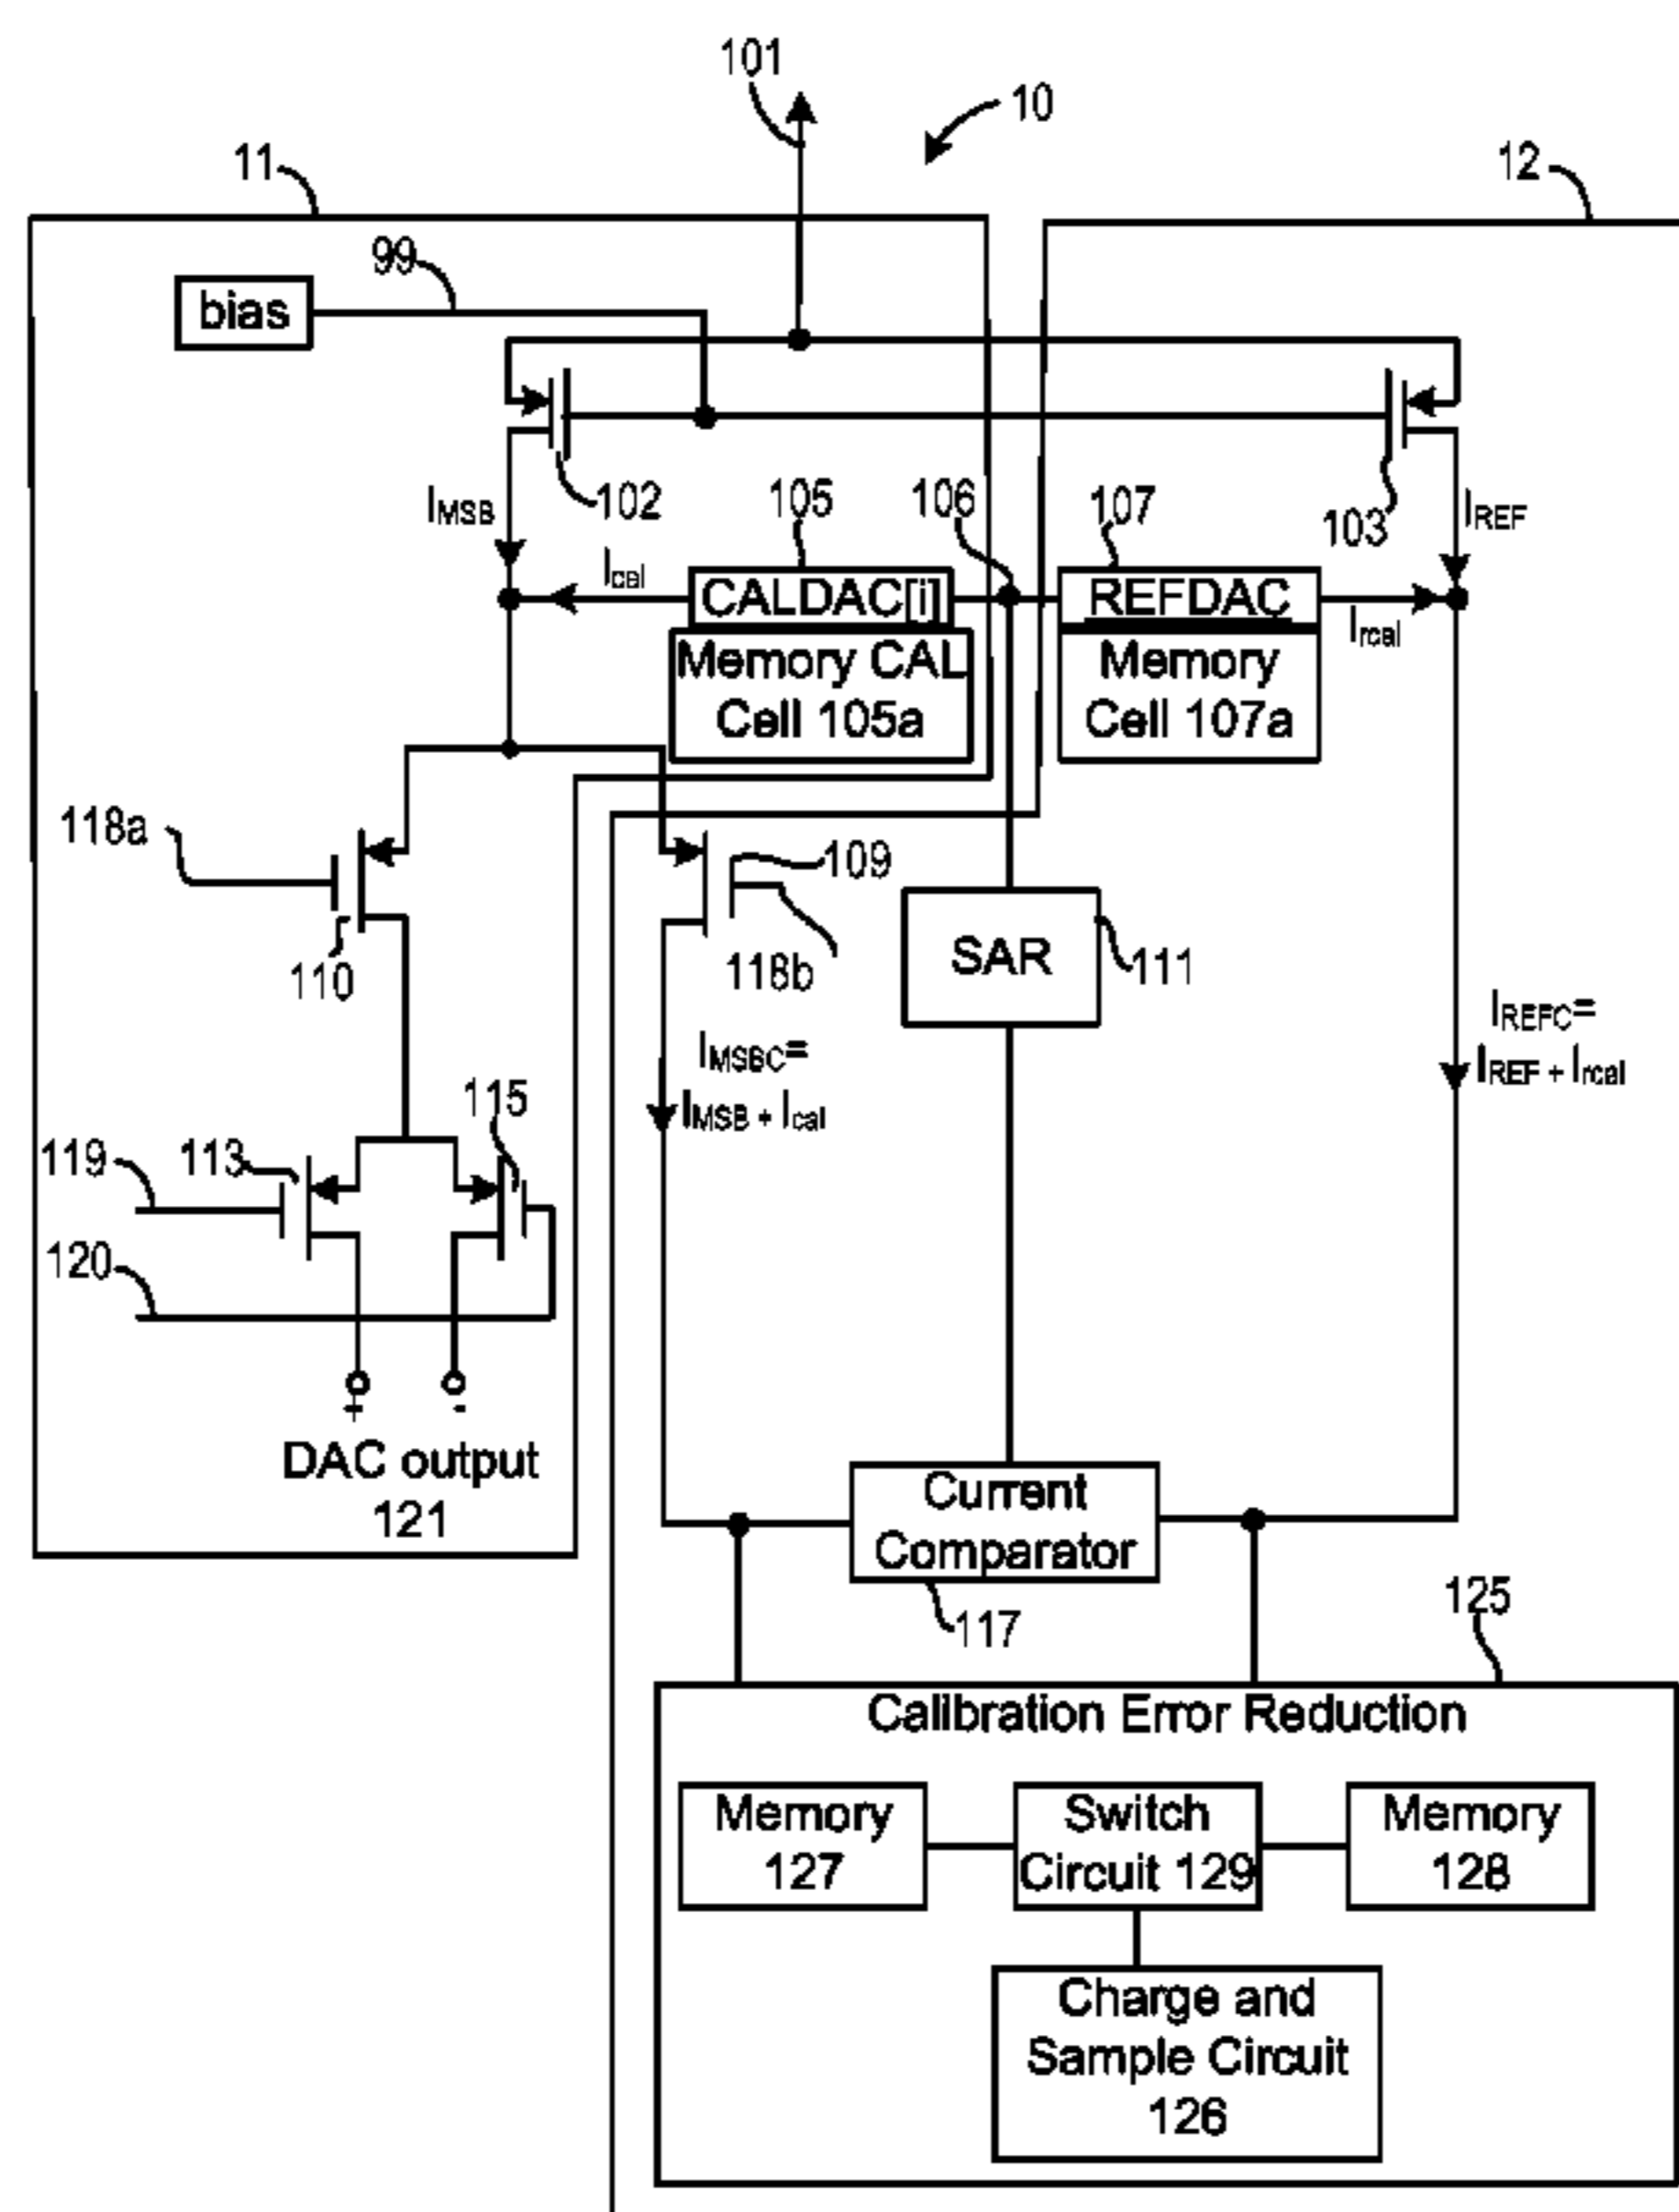 101
10
11
12
99
bias
102
105
106
107
103
IMSB
Ical
IREF
CALDAC[i]
REFDAC
Ircal
Memory CAL
Cell 105a
Memory
Cell 107a
118a
109
110
118b
SAR
111
IMSBC=
IMSB + Ical
IREFC=
IREF + Ircal
115
119
113
120
+
-
DAC output
121
Current
Comparator
117
125
Calibration Error Reduction
Memory
127
Switch
Circuit 129
Memory
128
Charge and
Sample Circuit
126